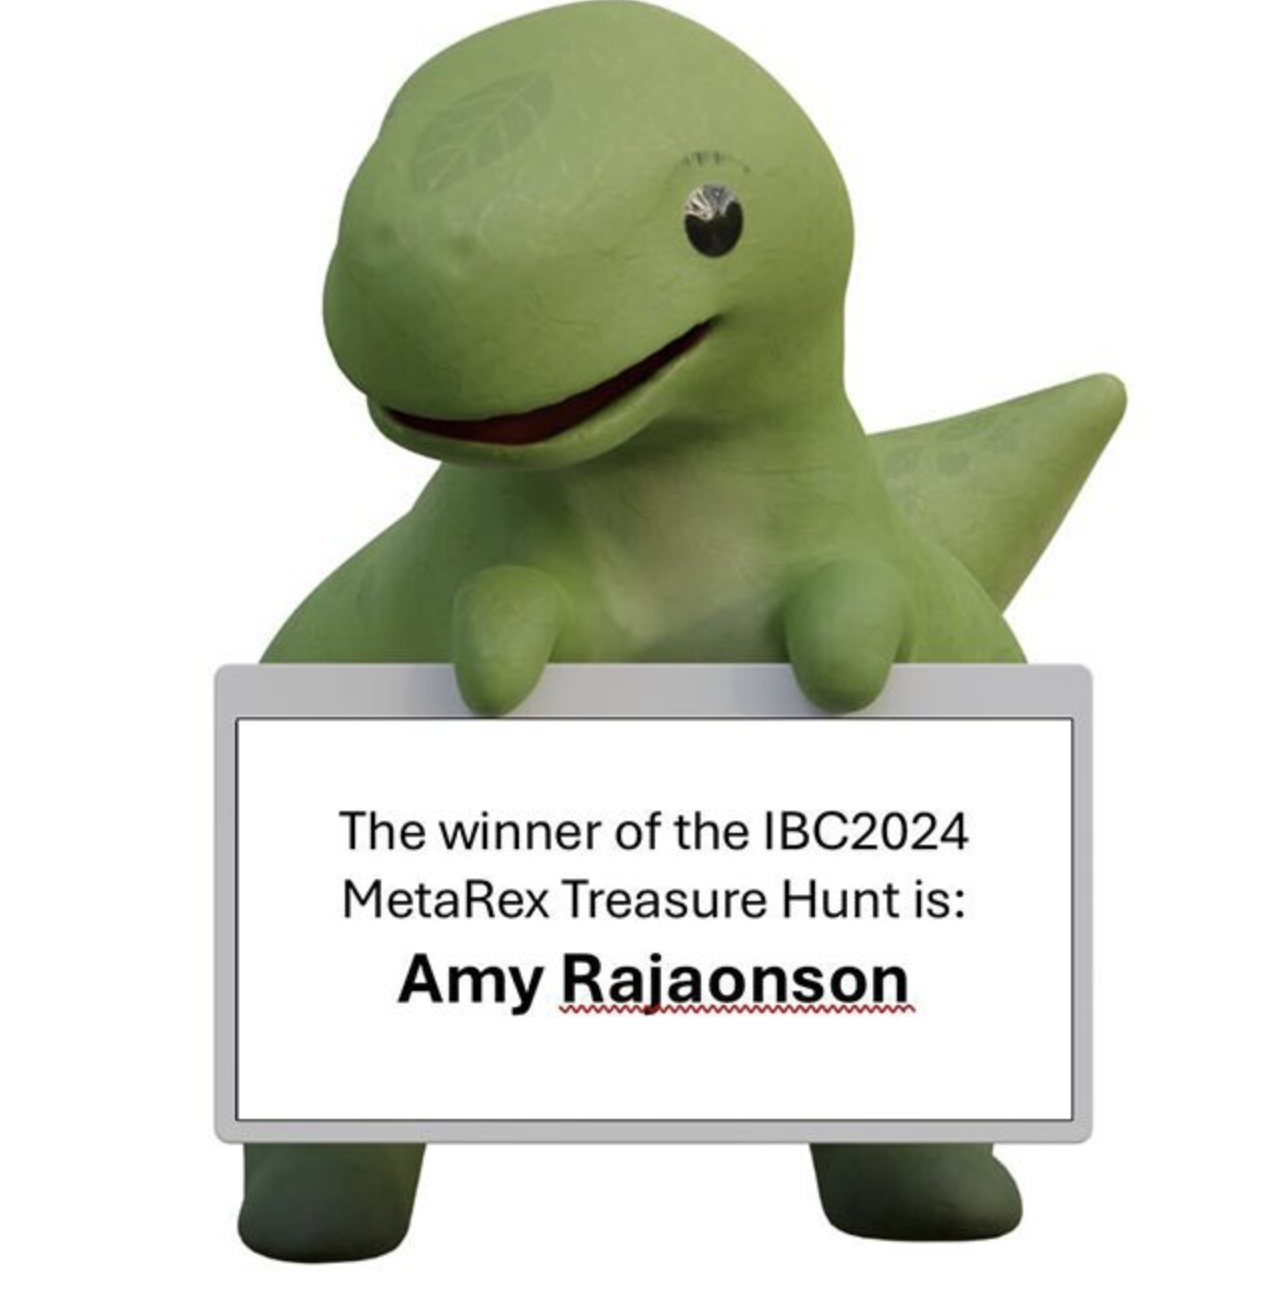 The winner of the IBC2024
MetaRex Treasure Hunt is:
Amy Rajaonson